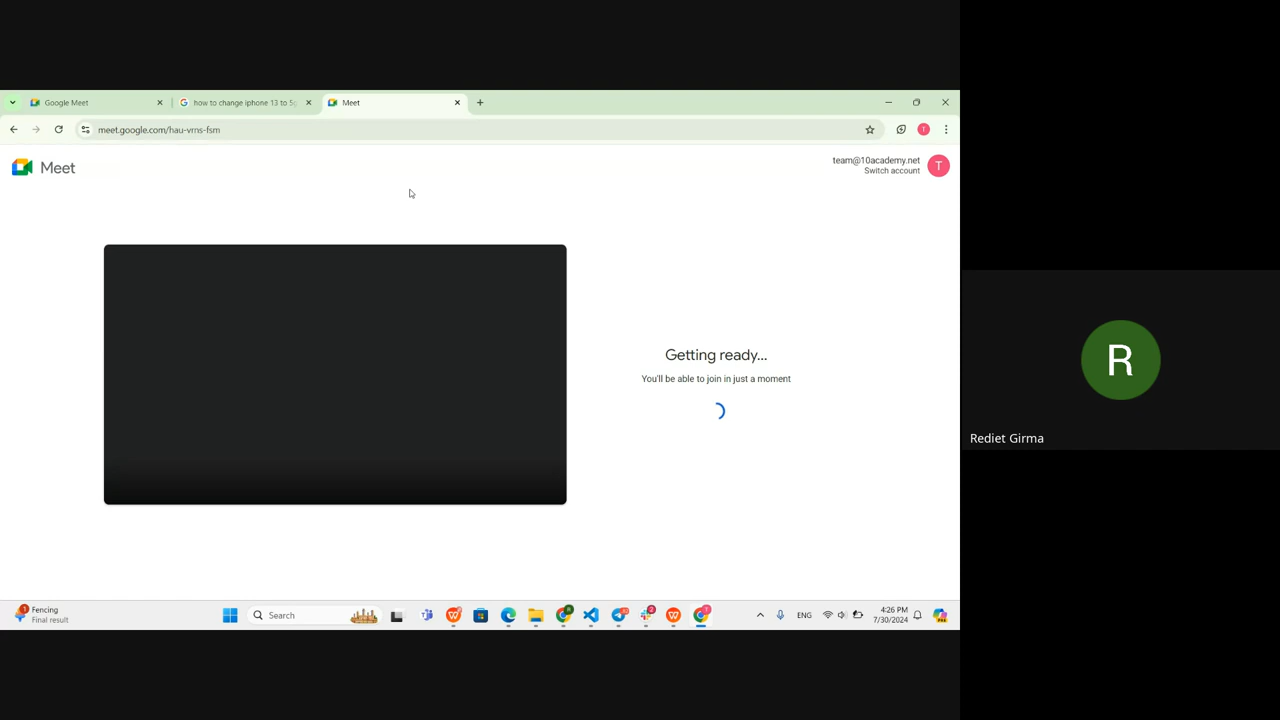 Google Meet
how to change iphone 13 to 5g
Meet
meet.google.com/hau-vrns-fsm
T
Meet
team@10academy.net
Switch account
T
Getting ready...
You'll be able to join in just a moment
R
Rediet Girma
1
Fencing
Final result
Search
ENG
4:26 PM
7/30/2024